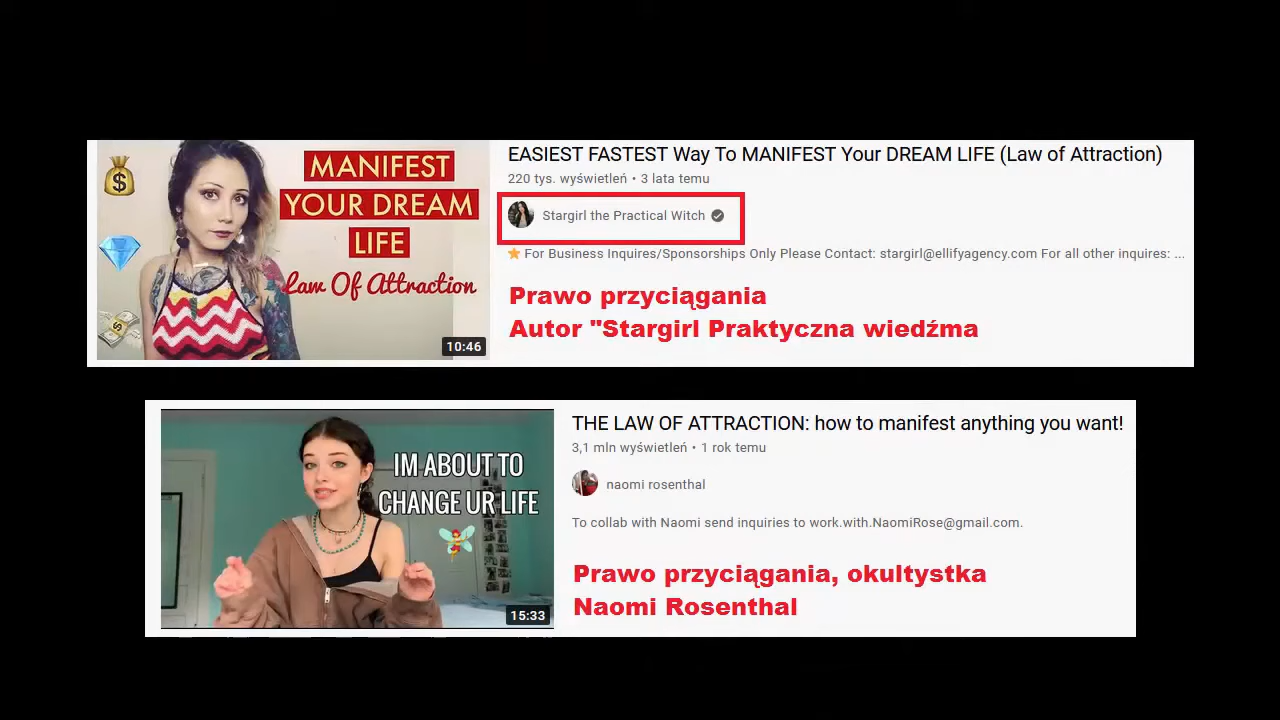 MANIFEST
YOUR DREAM
LIFE
Law Of Attraction
10:46
EASIEST FASTEST Way To MANIFEST Your DREAM LIFE (Law of Attraction)
220 tys. wyświetleń • 3 lata temu
Stargirl the Practical Witch
For Business Inquires/Sponsorships Only Please Contact: stargirl@ellifyagency.com For all other inquires: ...
Prawo przyciągania
Autor "Stargirl Praktyczna wiedźma
IM ABOUT TO
CHANGE UR LIFE
15:33
THE LAW OF ATTRACTION: how to manifest anything you want!
3,1 mln wyświetleń • 1 rok temu
naomi rosenthal
To collab with Naomi send inquiries to work.with.NaomiRose@gmail.com.
Prawo przyciągania, okultystka
Naomi Rosenthal